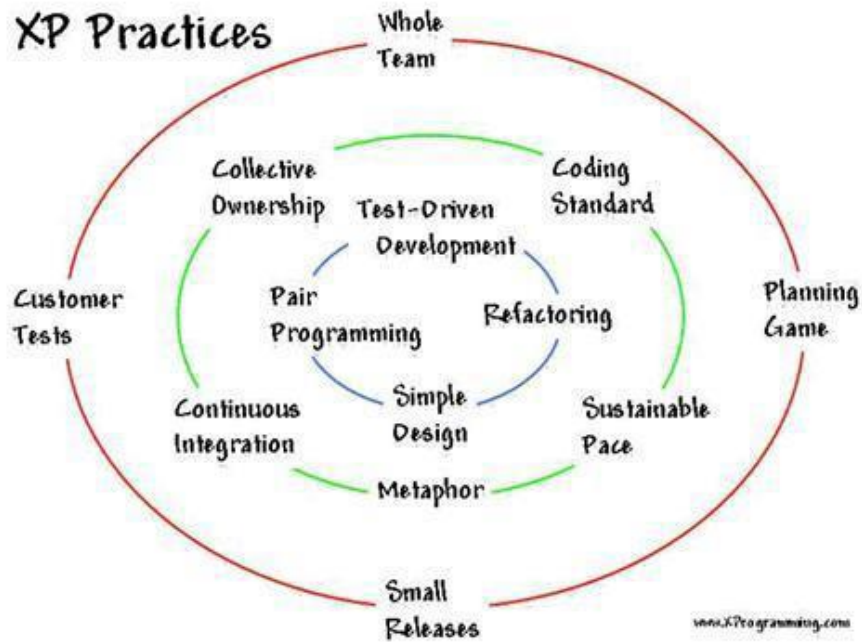 XP Practices
Whole
Team
Collective
Ownership
Coding
Standard
Test-Driven
Development
Customer
Tests
Pair
Programming
Refactoring
Planning
Game
Continuous
Integration
Simple
Design
Sustainable
Pace
Metaphor
Small
Releases
www.XProgramming.com